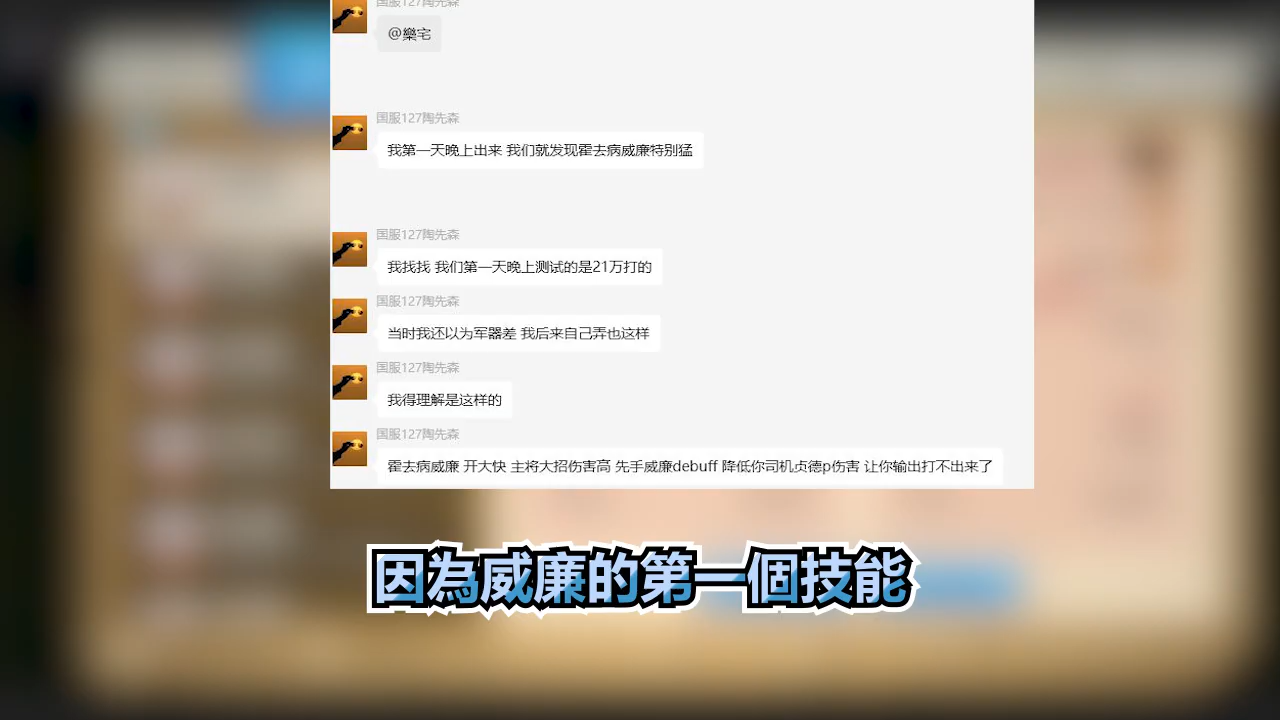 国服127陶先森
@樂宅
国服127陶先森
我第一天晚上出来 我们就发现霍去病威廉特别猛
国服127陶先森
我找找 我们第一天晚上测试的是21万打的
国服127陶先森
当时我还以为军器差 我后来自己弄也这样
国服127陶先森
我得理解是这样的
国服127陶先森
霍去病威廉 开大快 主将大招伤害高 先手威廉debuff 降低你司机贞德p伤害 让你输出打不出来了
因為威廉的第一個技能